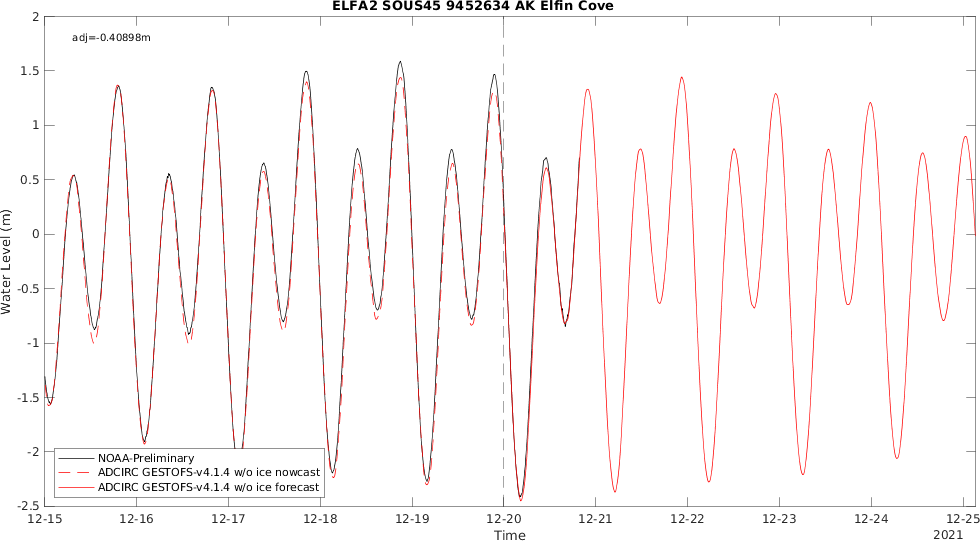 ELFA2 SOUS45 9452634 AK Elfin Cove
adj=-0.40898m
2
1.5
1
0.5
0
-0.5
-1
-1.5
-2
-2.5
Water Level (m)
NOAA-Preliminary
ADCIRC GESTOFS-v4.1.4 w/o ice nowcast
ADCIRC GESTOFS-v4.1.4 w/o ice forecast
12-15 12-16 12-17 12-18 12-19 12-20 12-21 12-22 12-23 12-24 12-25
Time
2021